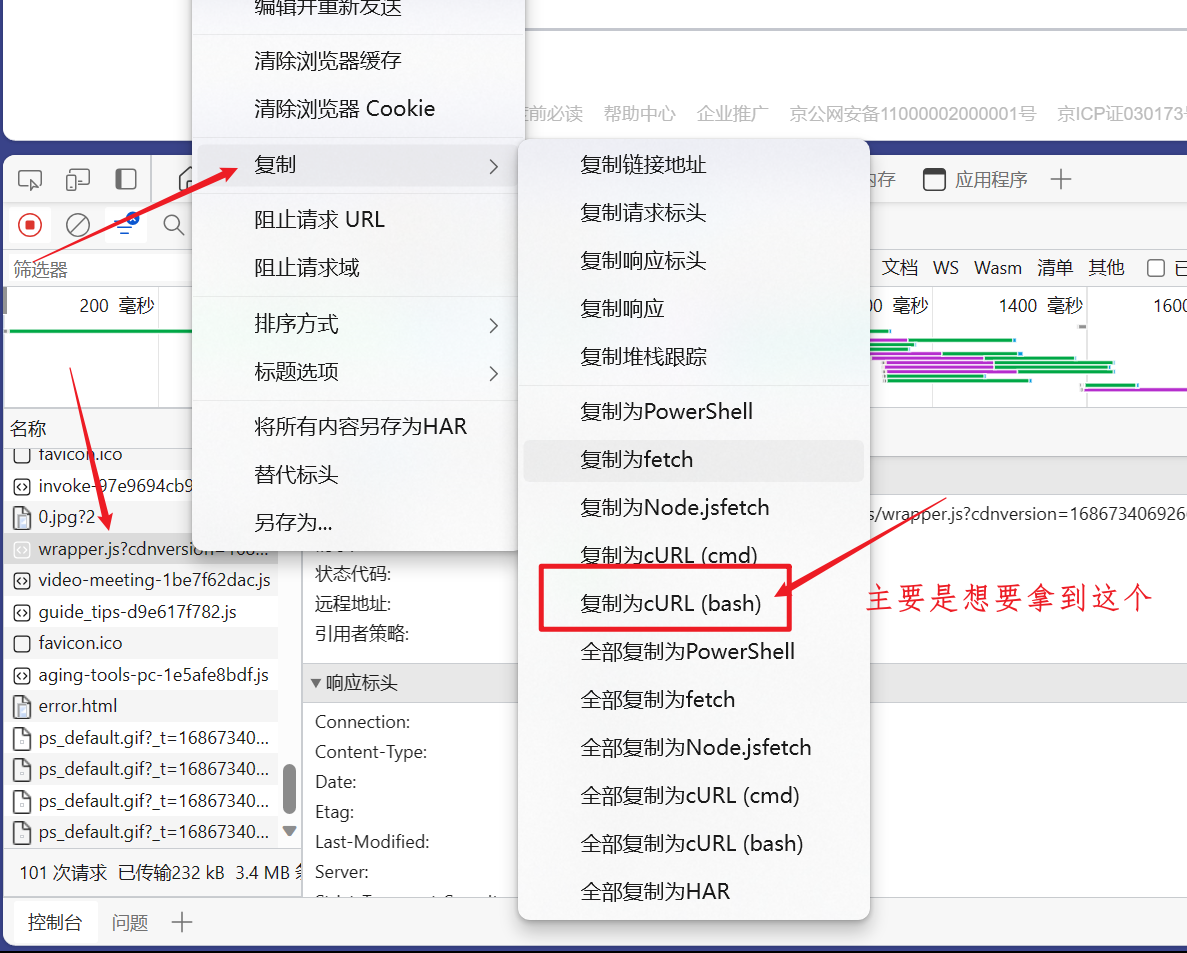 编辑并重新发送
清除浏览器缓存
清除浏览器 Cookie
前必读 帮助中心 企业推广 京公网安备11000002000001号 京ICP证030173号
复制
复制链接地址
内存 应用程序
复制请求标头
阻止请求 URL
复制响应标头
阻止请求域
筛选器
文档 WS Wasm 清单 其他 已
200 毫秒
复制响应
00 毫秒 1400 毫秒 1600
排序方式
复制堆栈跟踪
标题选项
复制为PowerShell
名称
将所有内容另存为HAR
favicon.ico
复制为fetch
替代标头
invoke-97e9694cb9
复制为Node.jsfetch
0.jpg?2
另存为...
s/wrapper.js?cdnversion=168673406926
wrapper.js?cdnversion=168...
复制为cURL (cmd)
video-meeting-1be7f62dac.js
状态代码:
复制为cURL (bash)
主要是想要拿到这个
guide_tips-d9e617f782.js
远程地址:
引用者策略:
favicon.ico
全部复制为PowerShell
aging-tools-pc-1e5afe8bdf.js
响应标头
全部复制为fetch
error.html
Connection:
ps_default.gif?_t=16867340...
全部复制为Node.jsfetch
Content-Type:
ps_default.gif?_t=16867340...
Date:
全部复制为cURL (cmd)
ps_default.gif?_t=16867340...
Etag:
ps_default.gif?_t=16867340...
Last-Modified:
全部复制为cURL (bash)
101 次请求 已传输232 kB 3.4 MB
Server:
全部复制为HAR
控制台 问题